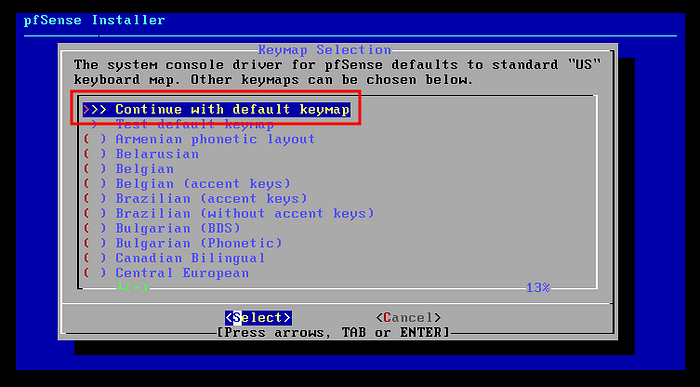 pfSense Installer
Keymap Selection
The system console driver for pfSense defaults to standard "US"
keyboard map. Other keymaps can be chosen below.
>>> Continue with default keymap
> Test default keymap
( ) Armenian phonetic layout
( ) Belarusian
( ) Belgian
( ) Belgian (accent keys)
( ) Brazilian (accent keys)
( ) Brazilian (without accent keys)
( ) Bulgarian (BDS)
( ) Bulgarian (Phonetic)
( ) Canadian Bilingual
( ) Central European
13%
<Select> <Cancel>
[Press arrows, TAB or ENTER]